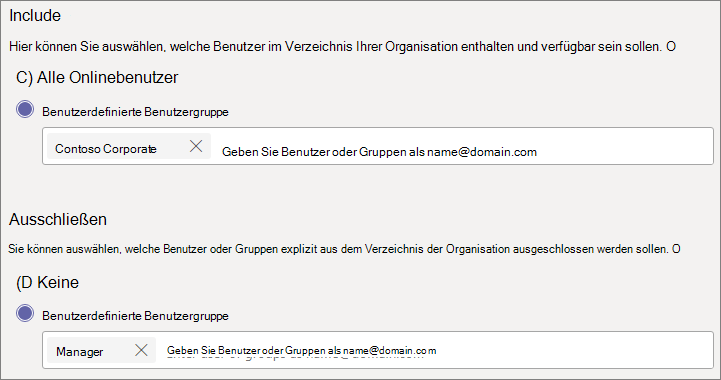 Include
Hier können Sie auswählen, welche Benutzer im Verzeichnis Ihrer Organisation enthalten und verfügbar sein sollen. O
C) Alle Onlinebenutzer
Benutzerdefinierte Benutzergruppe
Contoso Corporate Geben Sie Benutzer oder Gruppen als name@domain.com
Ausschließen
Sie können auswählen, welche Benutzer oder Gruppen explizit aus dem Verzeichnis der Organisation ausgeschlossen werden sollen. O
(D Keine
Benutzerdefinierte Benutzergruppe
Manager Geben Sie Benutzer oder Gruppen als name@domain.com